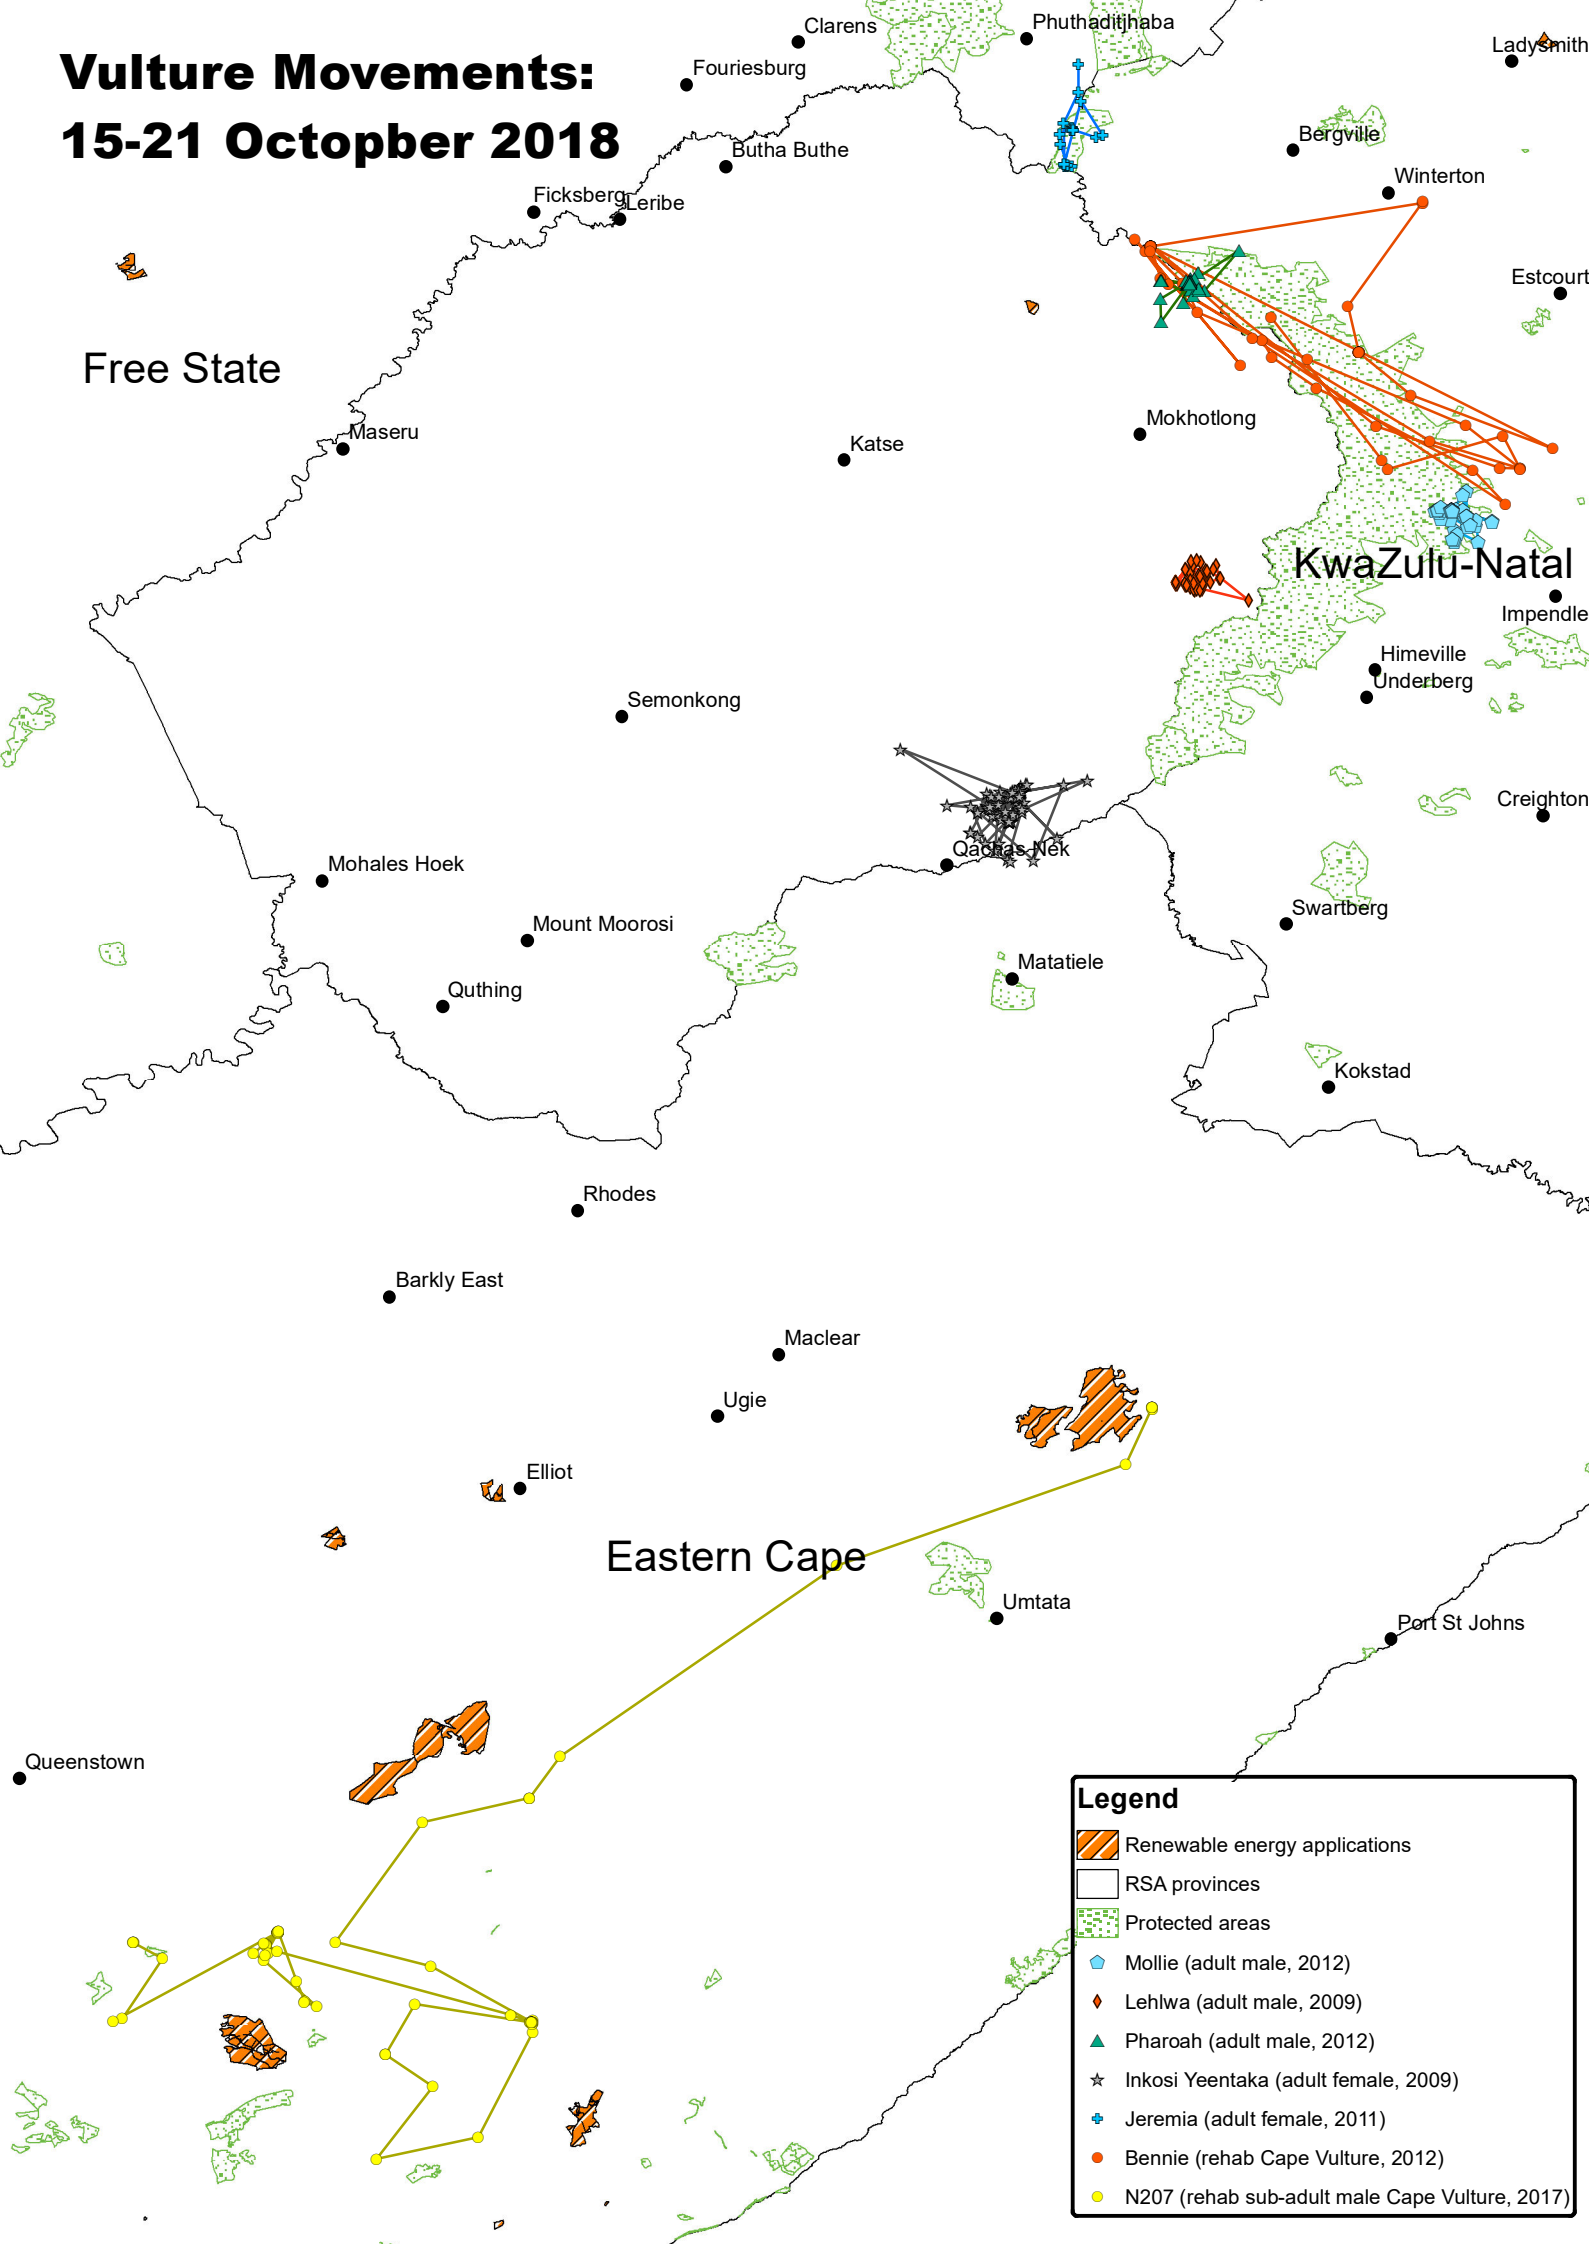 Vulture Movements:
15-21 Octopber 2018
Clarens
Phuthaditjhaba
Ladysmith
Fouriesburg
Bergville
Butha Buthe
Winterton
Ficksberg
Leribe
Estcourt
Free State
Mokhotlong
Maseru
Katse
KwaZulu-Natal
Impendle
Himeville
Underberg
Semonkong
Creighton
Qachas Nek
Mohales Hoek
Swartberg
Mount Moorosi
Matatiele
Quthing
Kokstad
Rhodes
Barkly East
Maclear
Ugie
Elliot
Eastern Cape
Umtata
Port St Johns
Queenstown
Legend
Renewable energy applications
RSA provinces
Protected areas
Mollie (adult male, 2012)
Lehlwa (adult male, 2009)
Pharoah (adult male, 2012)
Inkosi Yeentaka (adult female, 2009)
Jeremia (adult female, 2011)
Bennie (rehab Cape Vulture, 2012)
N207 (rehab sub-adult male Cape Vulture, 2017)